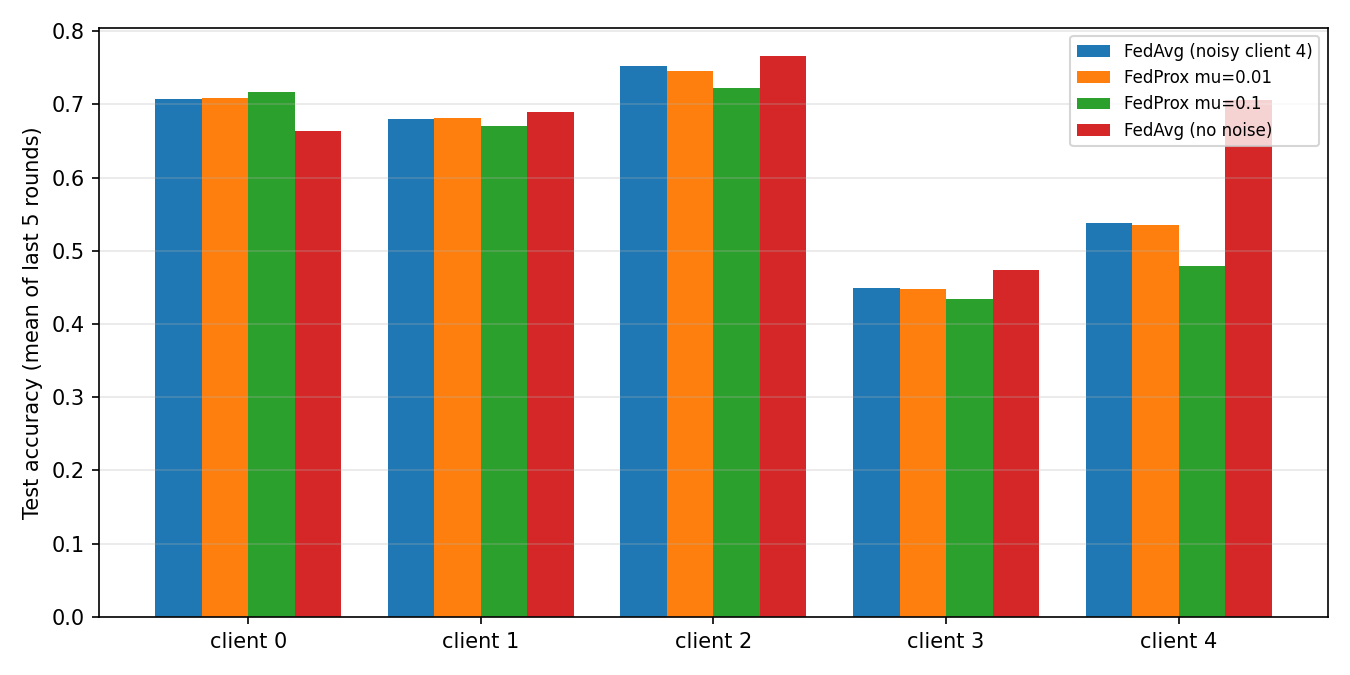 Test accuracy (mean of last 5 rounds)
0.8
0.7
0.6
0.5
0.4
0.3
0.2
0.1
0.0
client 0
client 1
client 2
client 3
client 4
FedAvg (noisy client 4)
FedProx mu=0.01
FedProx mu=0.1
FedAvg (no noise)